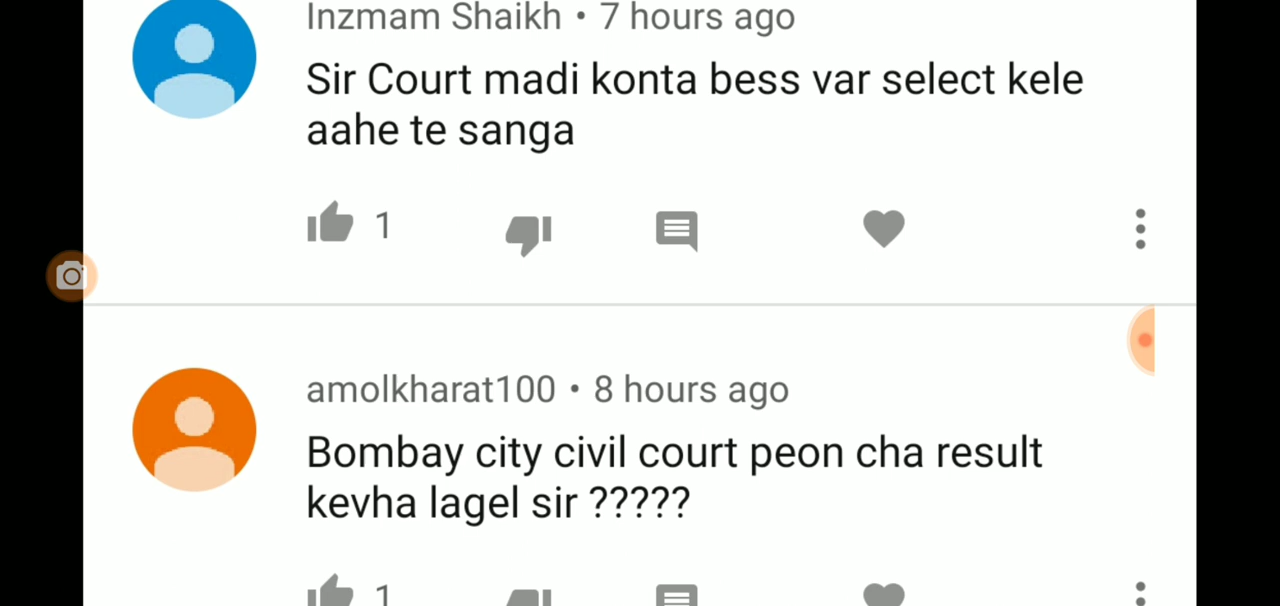 Inzmam Shaikh • 7 hours ago
Sir Court madi konta bess var select kele
aahe te sanga
1
amolkharat100 • 8 hours ago
Bombay city civil court peon cha result
kevha lagel sir ?????
1